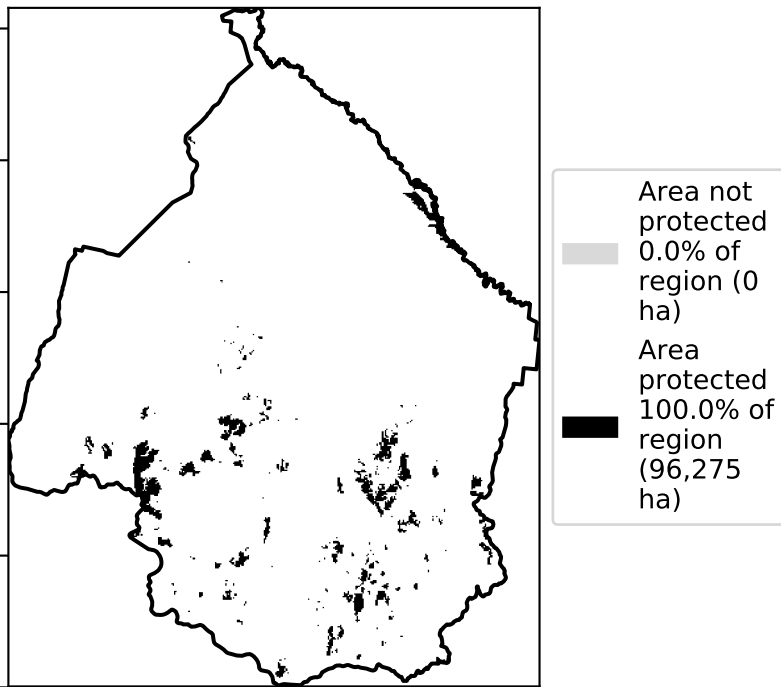 Area not
protected
0.0% of
region (0
ha)
Area
protected
100.0% of
region
(96,275
ha)